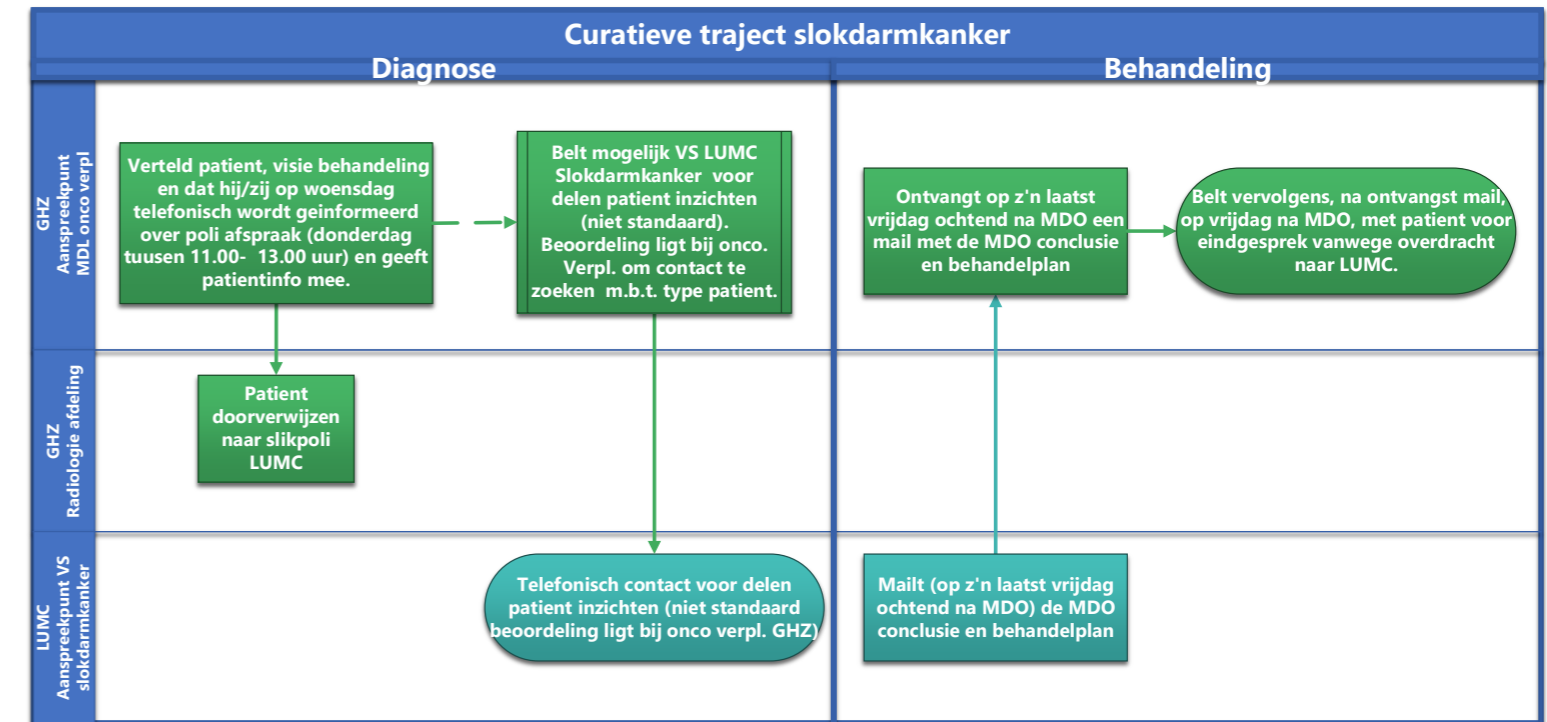 Curatieve traject slokdarmkanker
Diagnose
Behandeling
GHZ
Aanspreekpunt
MDL onco verpl
Verteld patient, visie behandeling
en dat hij/zij op woensdag
telefonisch wordt geinformeerd
over poli afspraak (donderdag
tuusen 11.00- 13.00 uur) en geeft
patientinfo mee.
Belt mogelijk VS LUMC
Slokdarmkanker voor
delen patient inzichten
(niet standaard).
Beoordeling ligt bij onco.
Verpl. om contact te
zoeken m.b.t. type patient.
Ontvangt op z'n laatst
vrijdag ochtend na MDO een
mail met de MDO conclusie
en behandelplan
Belt vervolgens, na ontvangst mail,
op vrijdag na MDO, met patient voor
eindgesprek vanwege overdracht
naar LUMC.
GHZ
Radiologie afdeling
Patient
doorverwijzen
naar slikpoli
LUMC
LUMC
Aanspreekpunt VS
slokdarmkanker
Telefonisch contact voor delen
patient inzichten (niet standaard
beoordeling ligt bij onco verpl. GHZ)
Mailt (op z'n laatst vrijdag
ochtend na MDO) de MDO
conclusie en behandelplan